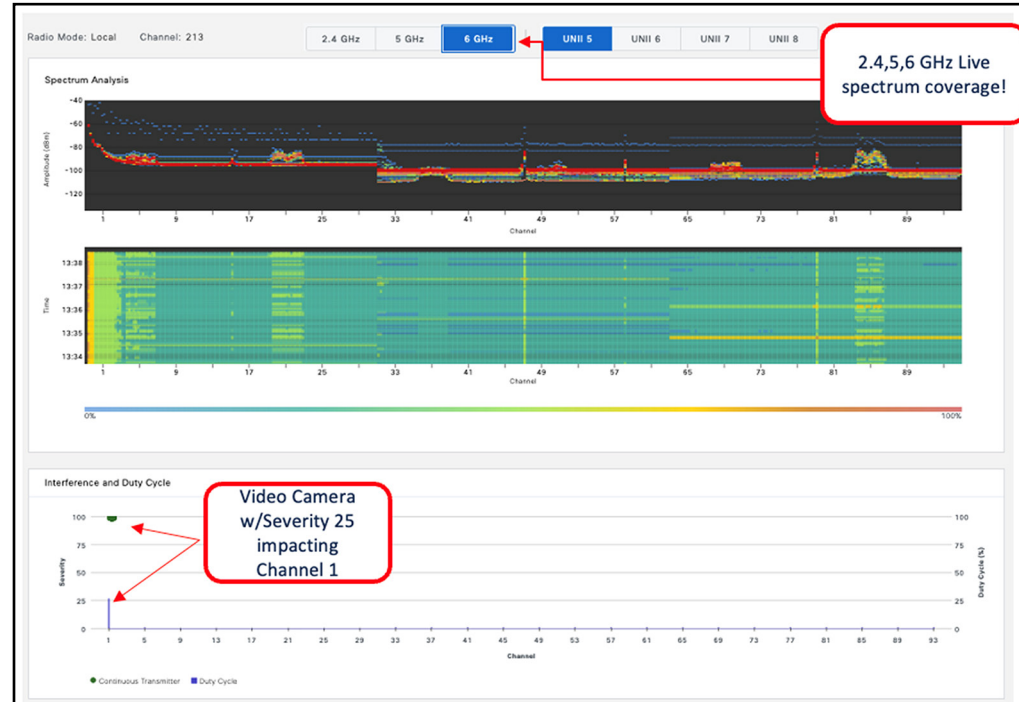 Radio Mode: Local Channel: 213
2.4 GHz 5 GHz 6 GHz UNII 5 UNII 6 UNII 7 UNII 8
2.4,5,6 GHz Live
spectrum coverage!
Spectrum Analysis
Amplitude (dBm)
-40
-60
-80
-100
-120
1 9 17 25 33 41 49 57 65 73 81 89
Channel
Time
13:38
13:37
13:36
13:35
13:34
1 9 17 25 33 41 49 57 65 73 81 89
Channel
0% 100%
Interference and Duty Cycle
Video Camera
w/Severity 25
impacting
Channel 1
Severity
100 100
75 75
50 50
25 25
0 0
Duty Cycle (%)
1 5 9 13 17 21 25 29 33 37 41 45 49 53 57 61 65 69 73 77 81 85 89 93
Channel
Continuous Transmitter Duty Cycle